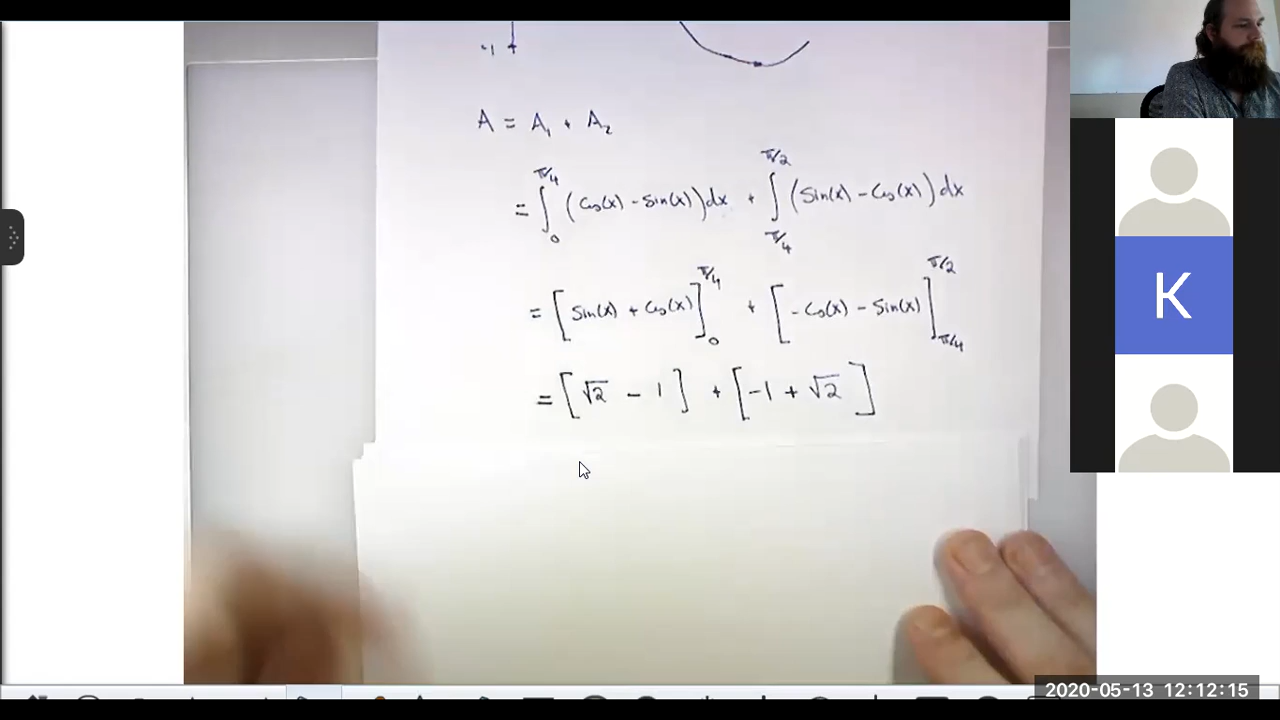 -1
A = A₁ + A₂
= ∫₀^(π/4) (Cos(x) - Sin(x)) dx + ∫_(π/4)^(π/2) (Sin(x) - Cos(x)) dx
= [Sin(x) + Cos(x)]₀^(π/4) + [-Cos(x) - Sin(x)]_(π/4)^(π/2)
= [√2 - 1] + [-1 + √2]
K
2020-05-13 12:12:15